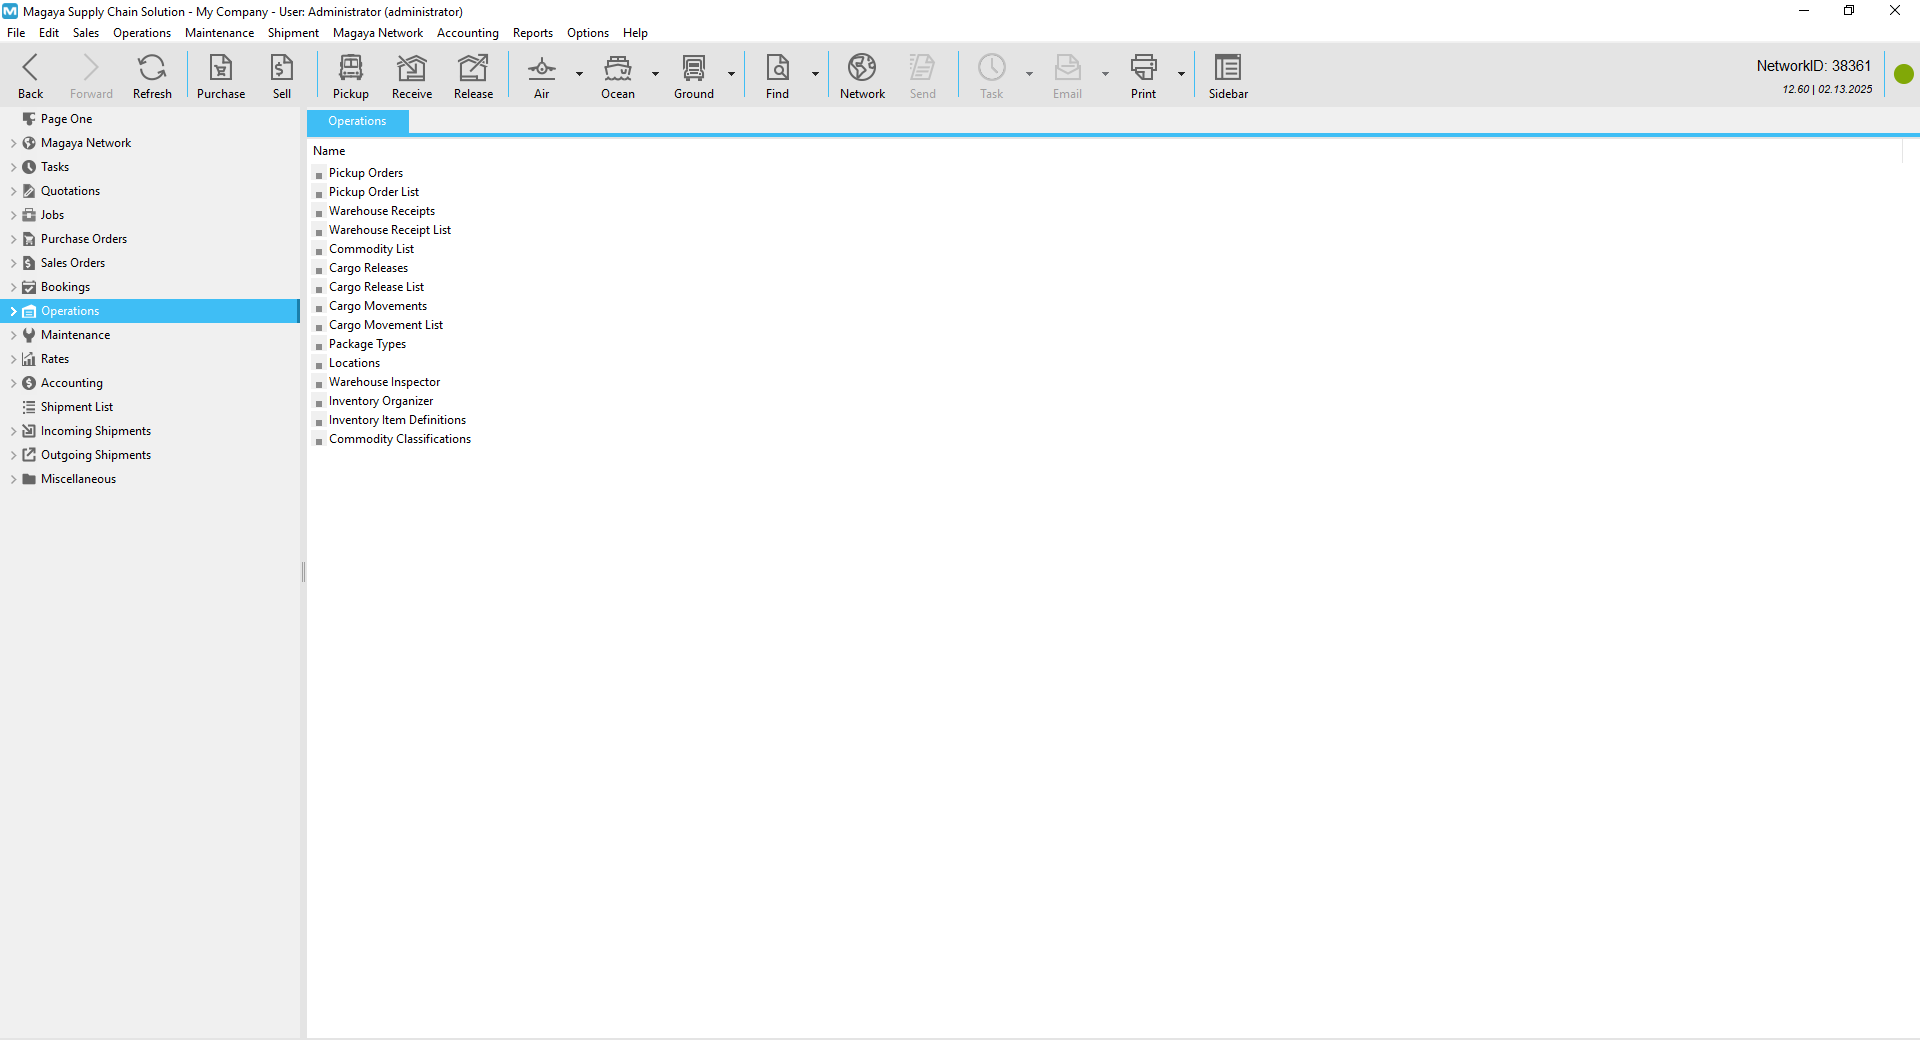 Magaya Supply Chain Solution - My Company - User: Administrator (administrator)
File Edit Sales Operations Maintenance Shipment Magaya Network Accounting Reports Options Help
Back Forward Refresh Purchase Sell Pickup Receive Release Air Ocean Ground Find Network Send Task Email Print Sidebar
NetworkID: 38361
12.60 | 02.13.2025
Page One
Magaya Network
Tasks
Quotations
Jobs
Purchase Orders
Sales Orders
Bookings
Operations
Maintenance
Rates
Accounting
Shipment List
Incoming Shipments
Outgoing Shipments
Miscellaneous
Operations
Name
Pickup Orders
Pickup Order List
Warehouse Receipts
Warehouse Receipt List
Commodity List
Cargo Releases
Cargo Release List
Cargo Movements
Cargo Movement List
Package Types
Locations
Warehouse Inspector
Inventory Organizer
Inventory Item Definitions
Commodity Classifications